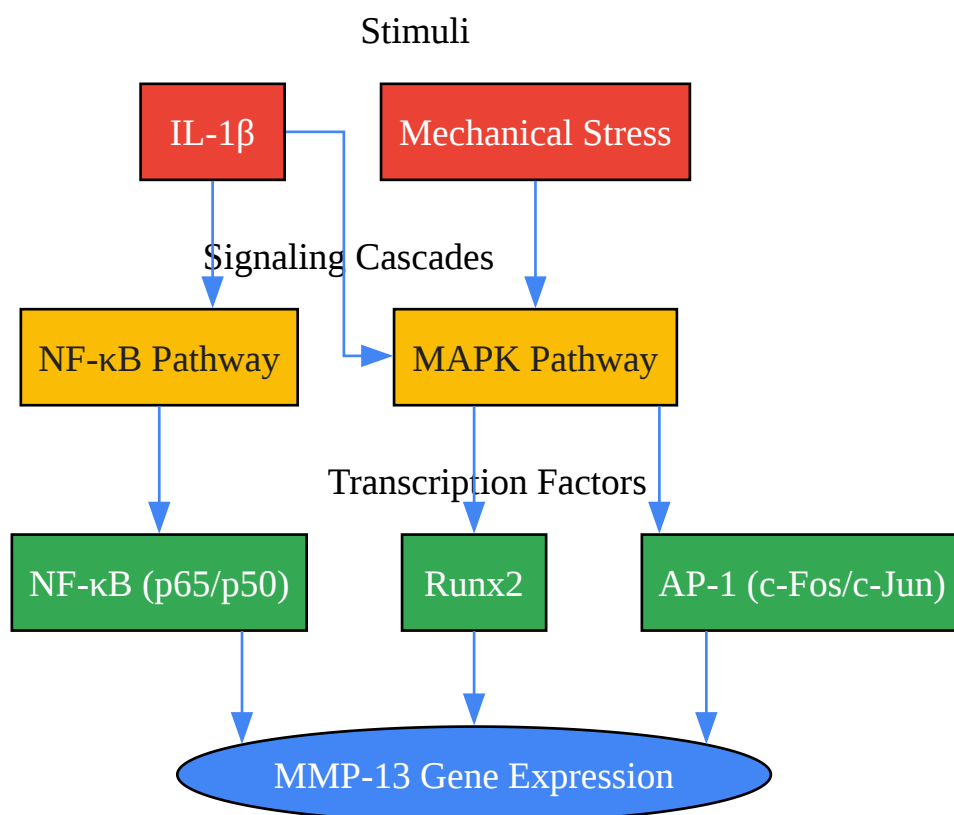 Stimuli
IL-1β
Mechanical Stress
Signaling Cascades
NF-κB Pathway
MAPK Pathway
Transcription Factors
NF-κB (p65/p50)
Runx2
AP-1 (c-Fos/c-Jun)
MMP-13 Gene Expression